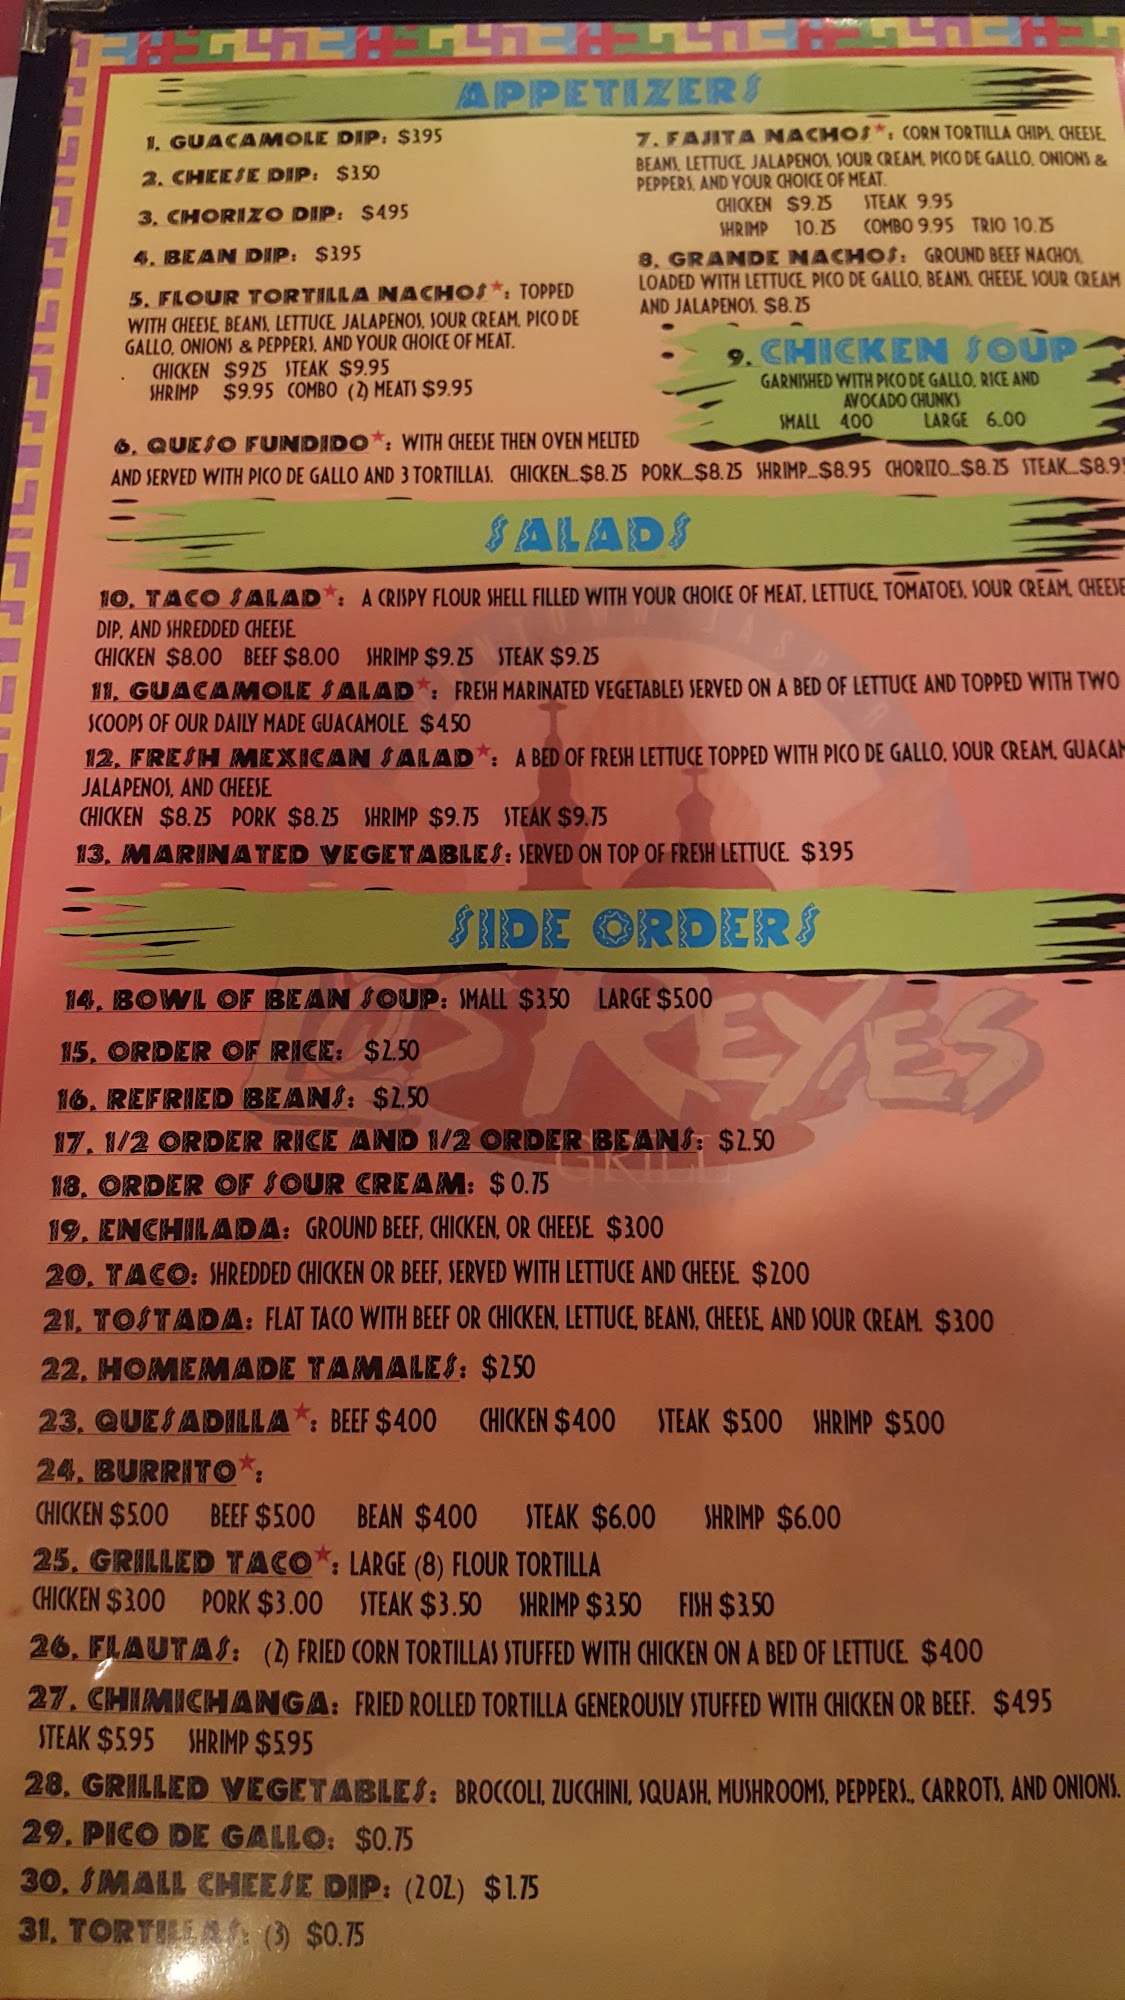 APPETIZERS
1. GUACAMOLE DIP: $3.95
2. CHEESE DIP: $3.50
3. CHORIZO DIP: $4.95
4. BEAN DIP: $3.95
5. FLOUR TORTILLA NACHOS*: TOPPED
WITH CHEESE, BEANS, LETTUCE, JALAPENOS, SOUR CREAM, PICO DE
GALLO, ONIONS & PEPPERS, AND YOUR CHOICE OF MEAT.
CHICKEN $9.25 STEAK $9.95
SHRIMP $9.95 COMBO (2) MEATS $9.95
7. FAJITA NACHOS*: CORN TORTILLA CHIPS, CHEESE,
BEANS, LETTUCE, JALAPENOS, SOUR CREAM, PICO DE GALLO, ONIONS &
PEPPERS, AND YOUR CHOICE OF MEAT.
CHICKEN $9.25 STEAK 9.95
SHRIMP 10.25 COMBO 9.95 TRIO 10.25
8. GRANDE NACHOS: GROUND BEEF NACHOS,
LOADED WITH LETTUCE, PICO DE GALLO, BEANS, CHEESE, SOUR CREAM
AND JALAPENOS. $8.25
9. CHICKEN SOUP
GARNISHED WITH PICO DE GALLO, RICE AND
AVOCADO CHUNKS
SMALL 4.00 LARGE 6.00
6. QUESO FUNDIDO*: WITH CHEESE THEN OVEN MELTED
AND SERVED WITH PICO DE GALLO AND 3 TORTILLAS. CHICKEN...$8.25 PORK...$8.25 SHRIMP...$8.95 CHORIZO...$8.25 STEAK...$8.9
SALADS
10. TACO SALAD*: A CRISPY FLOUR SHELL FILLED WITH YOUR CHOICE OF MEAT, LETTUCE, TOMATOES, SOUR CREAM, CHEESE
DIP, AND SHREDDED CHEESE.
CHICKEN $8.00 BEEF $8.00 SHRIMP $9.25 STEAK $9.25
11. GUACAMOLE SALAD*: FRESH MARINATED VEGETABLES SERVED ON A BED OF LETTUCE AND TOPPED WITH TWO
SCOOPS OF OUR DAILY MADE GUACAMOLE. $4.50
12. FRESH MEXICAN SALAD*: A BED OF FRESH LETTUCE TOPPED WITH PICO DE GALLO, SOUR CREAM, GUACAM
JALAPENOS, AND CHEESE.
CHICKEN $8.25 PORK $8.25 SHRIMP $9.75 STEAK $9.75
13. MARINATED VEGETABLES: SERVED ON TOP OF FRESH LETTUCE. $3.95
SIDE ORDERS
14. BOWL OF BEAN SOUP: SMALL $3.50 LARGE $5.00
15. ORDER OF RICE: $2.50
16. REFRIED BEANS: $2.50
17. 1/2 ORDER RICE AND 1/2 ORDER BEANS: $2.50
18. ORDER OF SOUR CREAM: $0.75
19. ENCHILADA: GROUND BEEF, CHICKEN, OR CHEESE. $3.00
20. TACO: SHREDDED CHICKEN OR BEEF, SERVED WITH LETTUCE AND CHEESE. $2.00
21. TOSTADA: FLAT TACO WITH BEEF OR CHICKEN, LETTUCE, BEANS, CHEESE, AND SOUR CREAM. $3.00
22. HOMEMADE TAMALES: $2.50
23. QUESADILLA*: BEEF $4.00 CHICKEN $4.00 STEAK $5.00 SHRIMP $5.00
24. BURRITO*:
CHICKEN $5.00 BEEF $5.00 BEAN $4.00 STEAK $6.00 SHRIMP $6.00
25. GRILLED TACO*: LARGE (8) FLOUR TORTILLA
CHICKEN $3.00 PORK $3.00 STEAK $3.50 SHRIMP $3.50 FISH $3.50
26. FLAUTAS: (2) FRIED CORN TORTILLAS STUFFED WITH CHICKEN ON A BED OF LETTUCE. $4.00
27. CHIMICHANGA: FRIED ROLLED TORTILLA GENEROUSLY STUFFED WITH CHICKEN OR BEEF. $4.95
STEAK $5.95 SHRIMP $5.95
28. GRILLED VEGETABLES: BROCCOLI, ZUCCHINI, SQUASH, MUSHROOMS, PEPPERS., CARROTS, AND ONIONS.
29. PICO DE GALLO: $0.75
30. SMALL CHEESE DIP: (2 OZ.) $1.75
31. TORTILLAS: (3) $0.75
LOS REYES
GRILL